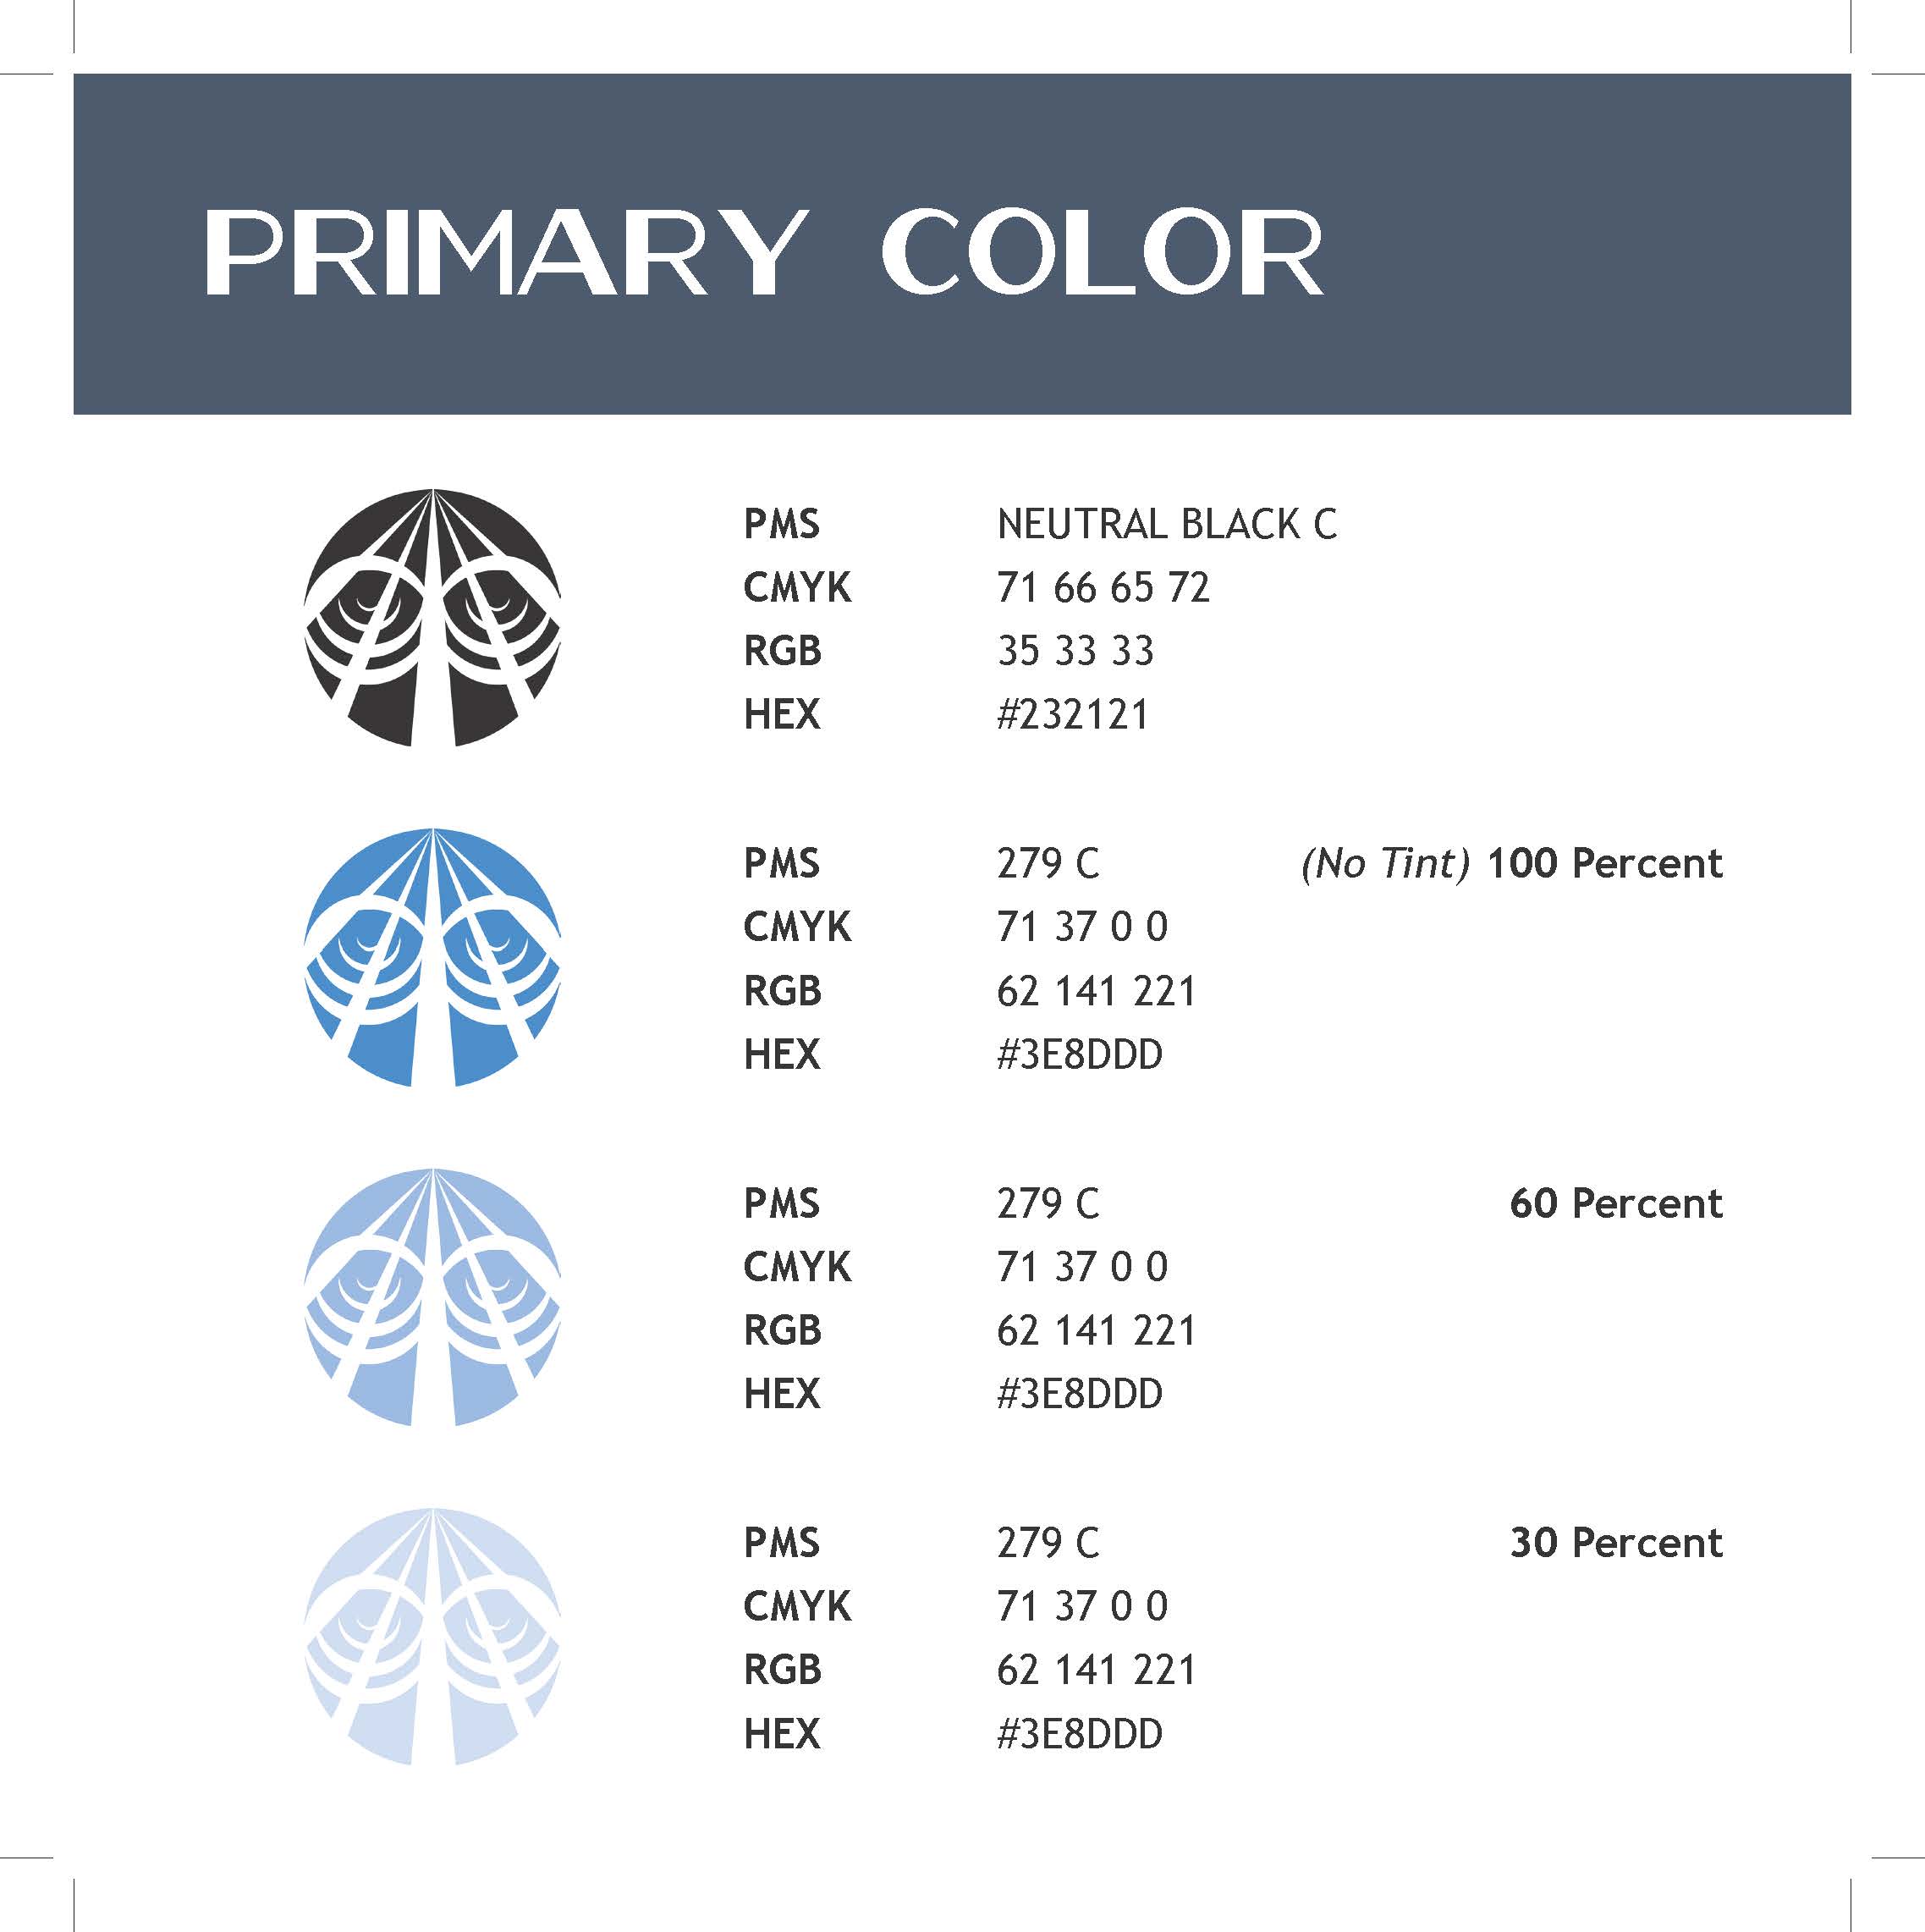 PRIMARY COLOR
PMS NEUTRAL BLACK C
CMYK 71 66 65 72
RGB 35 33 33
HEX #232121
PMS 279 C (No Tint) 100 Percent
CMYK 71 37 0 0
RGB 62 141 221
HEX #3E8DDD
PMS 279 C 60 Percent
CMYK 71 37 0 0
RGB 62 141 221
HEX #3E8DDD
PMS 279 C 30 Percent
CMYK 71 37 0 0
RGB 62 141 221
HEX #3E8DDD